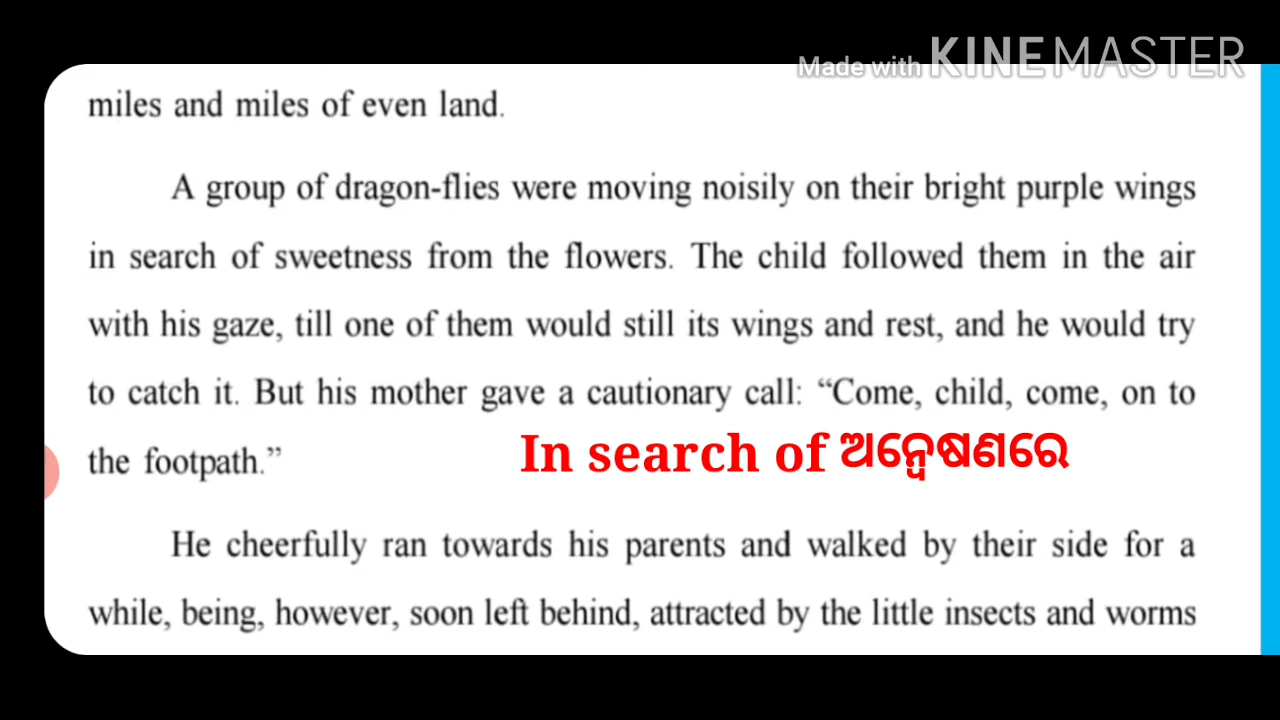 Made with KINEMASTER
miles and miles of even land.
A group of dragon-flies were moving noisily on their bright purple wings
in search of sweetness from the flowers. The child followed them in the air
with his gaze, till one of them would still its wings and rest, and he would try
to catch it. But his mother gave a cautionary call: “Come, child, come, on to
the footpath.”
In search of ଅନ୍ୱେଷଣରେ
He cheerfully ran towards his parents and walked by their side for a
while, being, however, soon left behind, attracted by the little insects and worms